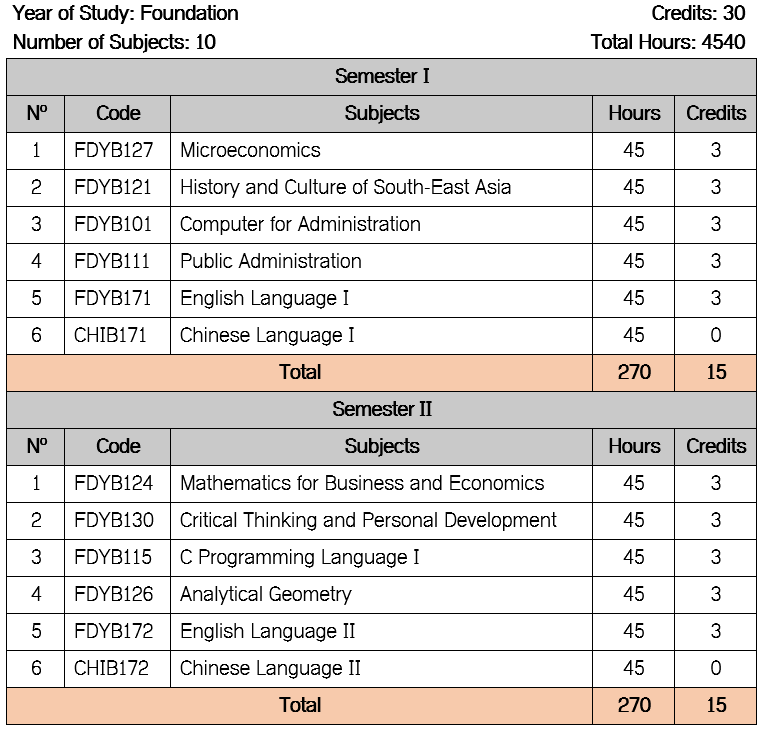 Year of Study: Foundation Credits: 30
Number of Subjects: 10 Total Hours: 4540
Semester I
Nº Code Subjects Hours Credits
1 FDYB127 Microeconomics 45 3
2 FDYB121 History and Culture of South-East Asia 45 3
3 FDYB101 Computer for Administration 45 3
4 FDYB111 Public Administration 45 3
5 FDYB171 English Language I 45 3
6 CHIB171 Chinese Language I 45 0
Total 270 15
Semester II
Nº Code Subjects Hours Credits
1 FDYB124 Mathematics for Business and Economics 45 3
2 FDYB130 Critical Thinking and Personal Development 45 3
3 FDYB115 C Programming Language I 45 3
4 FDYB126 Analytical Geometry 45 3
5 FDYB172 English Language II 45 3
6 CHIB172 Chinese Language II 45 0
Total 270 15